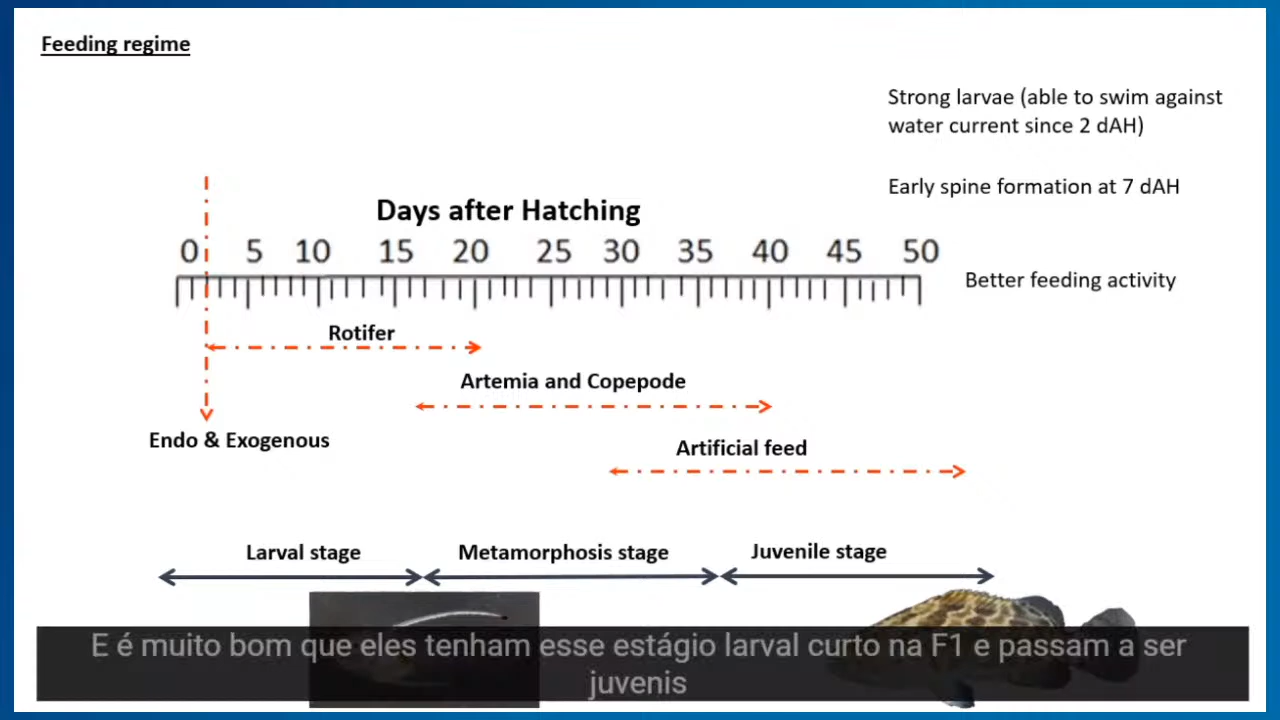 Feeding regime
Strong larvae (able to swim against
water current since 2 dAH)
Early spine formation at 7 dAH
Days after Hatching
0 5 10 15 20 25 30 35 40 45 50
Better feeding activity
Rotifer
Artemia and Copepode
Endo & Exogenous
Artificial feed
Larval stage
Metamorphosis stage
Juvenile stage
E é muito bom que eles tenham esse estágio larval curto na F1 e passam a ser
juvenis